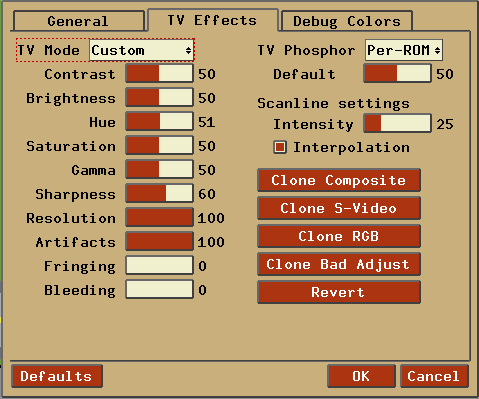 General TV Effects Debug Colors
TV Mode Custom
Contrast 50
Brightness 50
Hue 51
Saturation 50
Gamma 50
Sharpness 60
Resolution 100
Artifacts 100
Fringing 0
Bleeding 0
TV Phosphor Per-ROM
Default 50
Scanline settings
Intensity 25
Interpolation
Clone Composite
Clone S-Video
Clone RGB
Clone Bad Adjust
Revert
Defaults OK Cancel